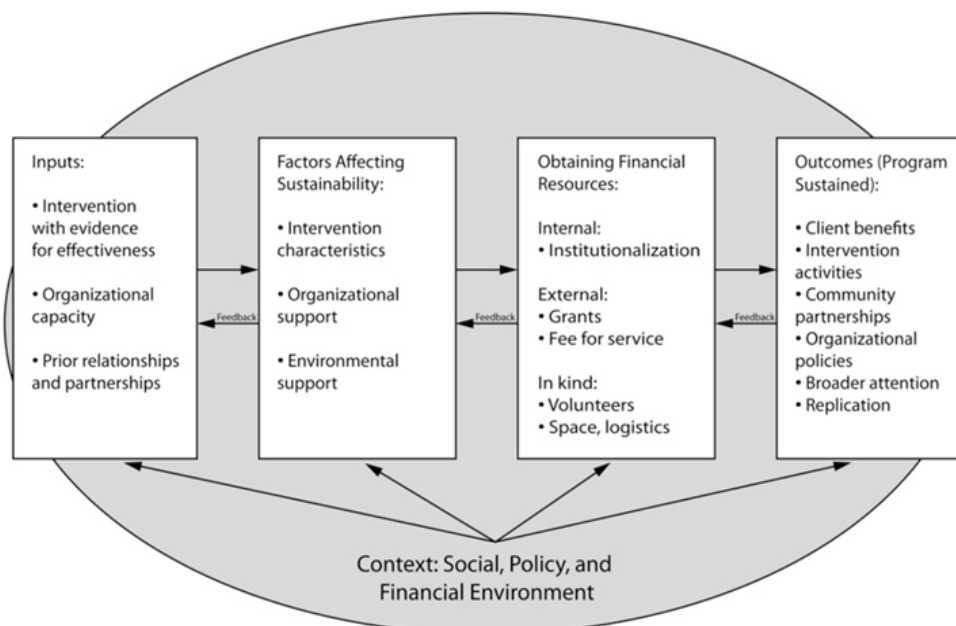 Inputs:
• Intervention
with evidence
for effectiveness
• Organizational
capacity
• Prior relationships
and partnerships
Feedback
Factors Affecting
Sustainability:
• Intervention
characteristics
• Organizational
support
• Environmental
support
Feedback
Obtaining Financial
Resources:
Internal:
• Institutionalization
External:
• Grants
• Fee for service
In kind:
• Volunteers
• Space, logistics
Feedback
Outcomes (Program
Sustained):
• Client benefits
• Intervention
activities
• Community
partnerships
• Organizational
policies
• Broader attention
• Replication
Context: Social, Policy, and
Financial Environment